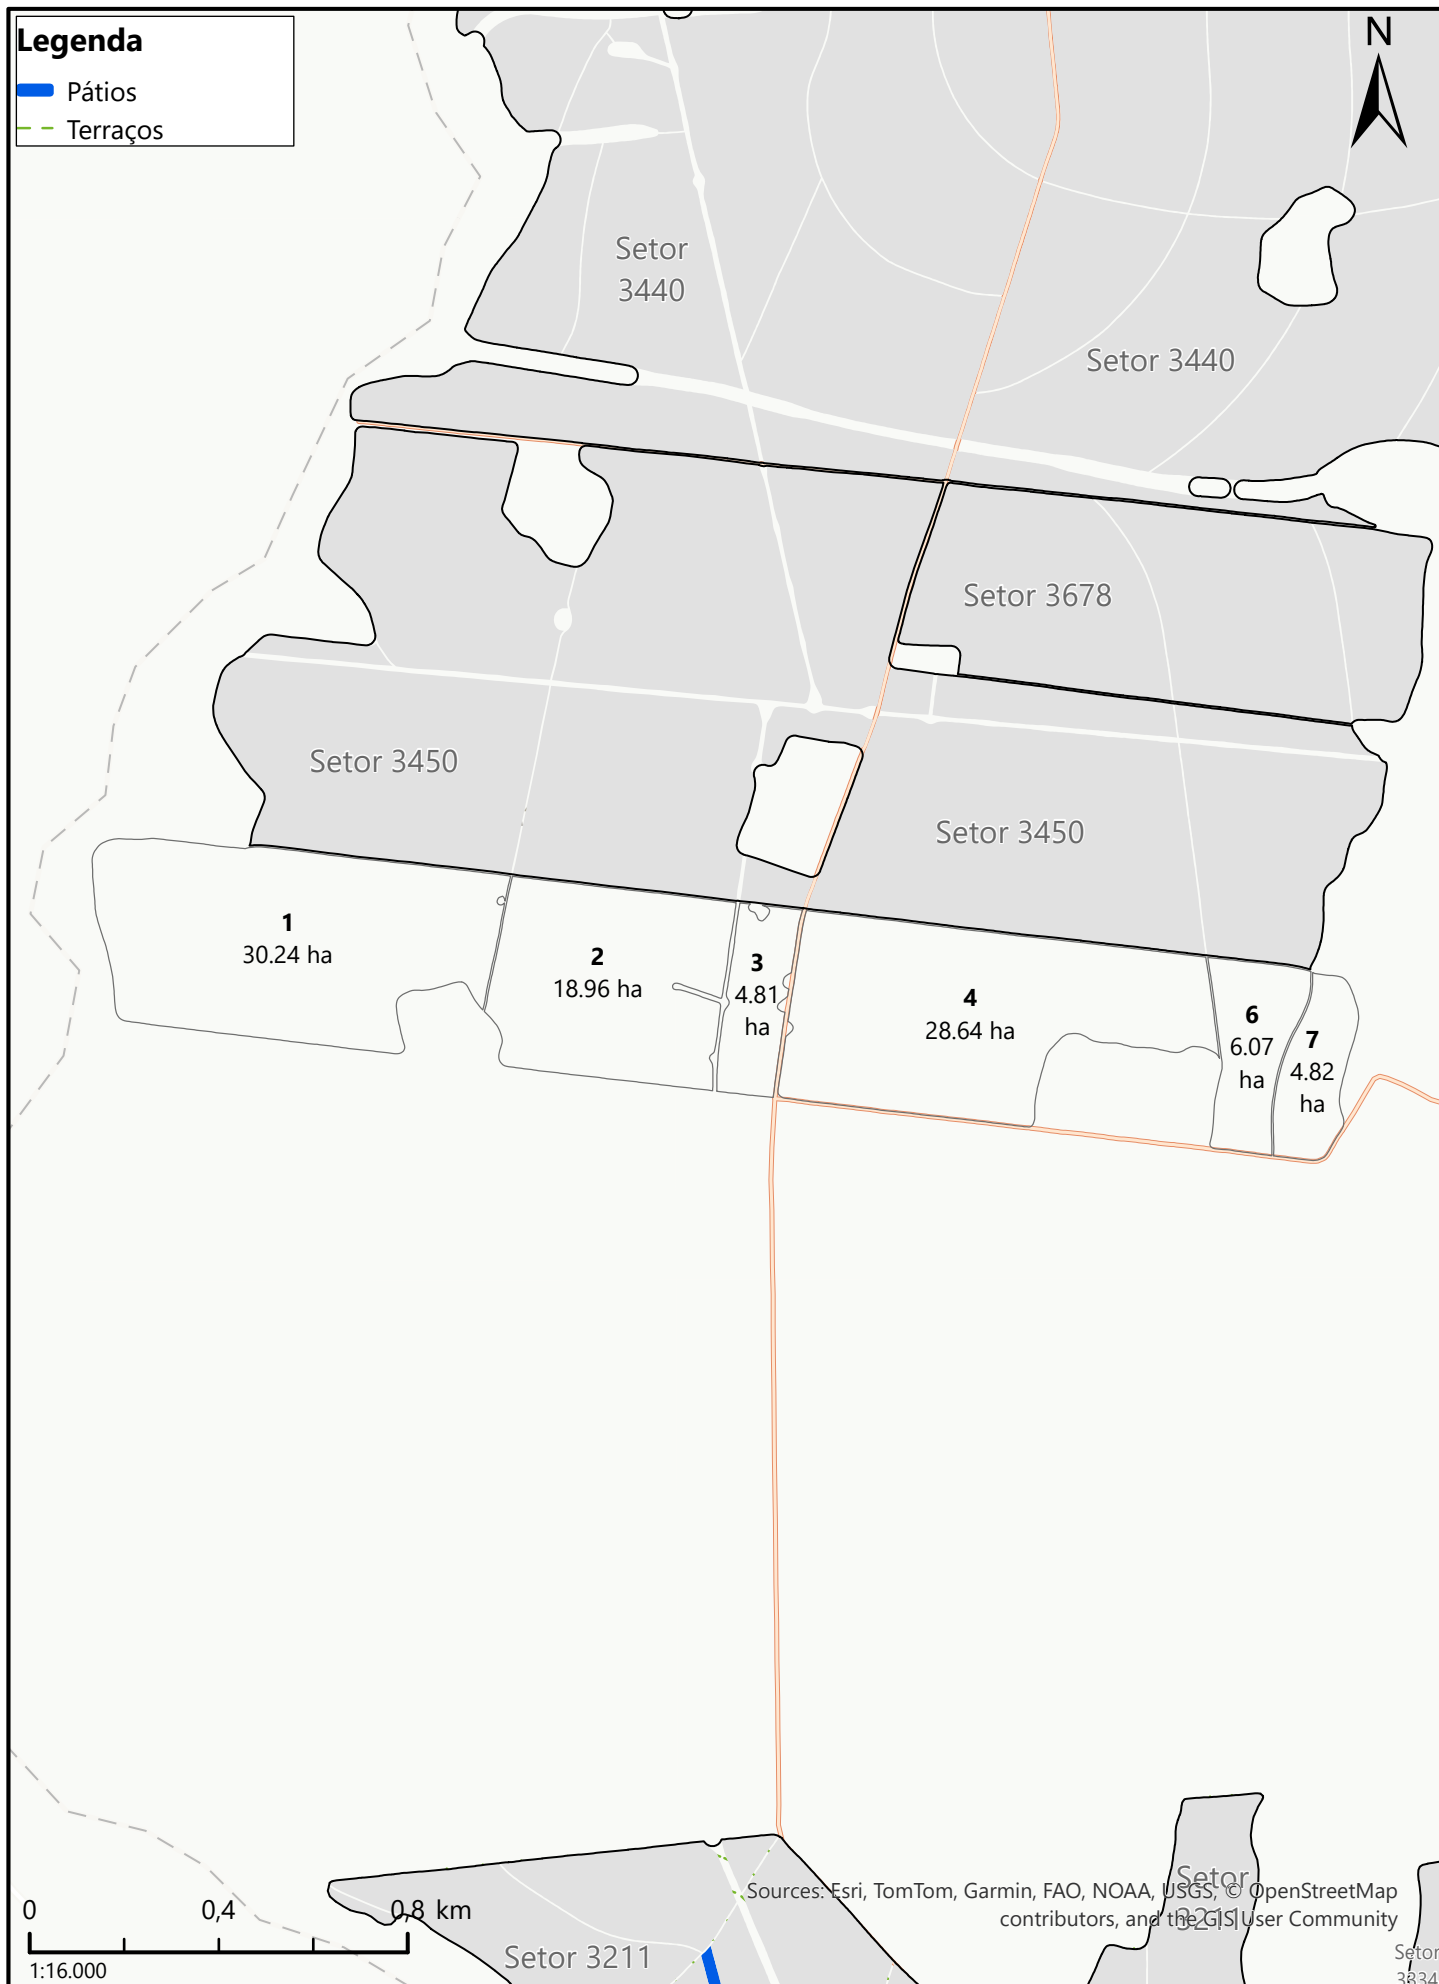 Legenda
Pátios
Terraços
N
Setor
3440
Setor 3440
Setor 3678
Setor 3450
Setor 3450
1
30.24 ha
2
18.96 ha
3
4.81
ha
4
28.64 ha
6
6.07
ha
7
4.82
ha
Setor
3211
Sources: Esri, TomTom, Garmin, FAO, NOAA, USGS, © OpenStreetMap
contributors, and the GIS User Community
0 0,4 0,8 km
1:16.000
Setor 3211
Setor
3334